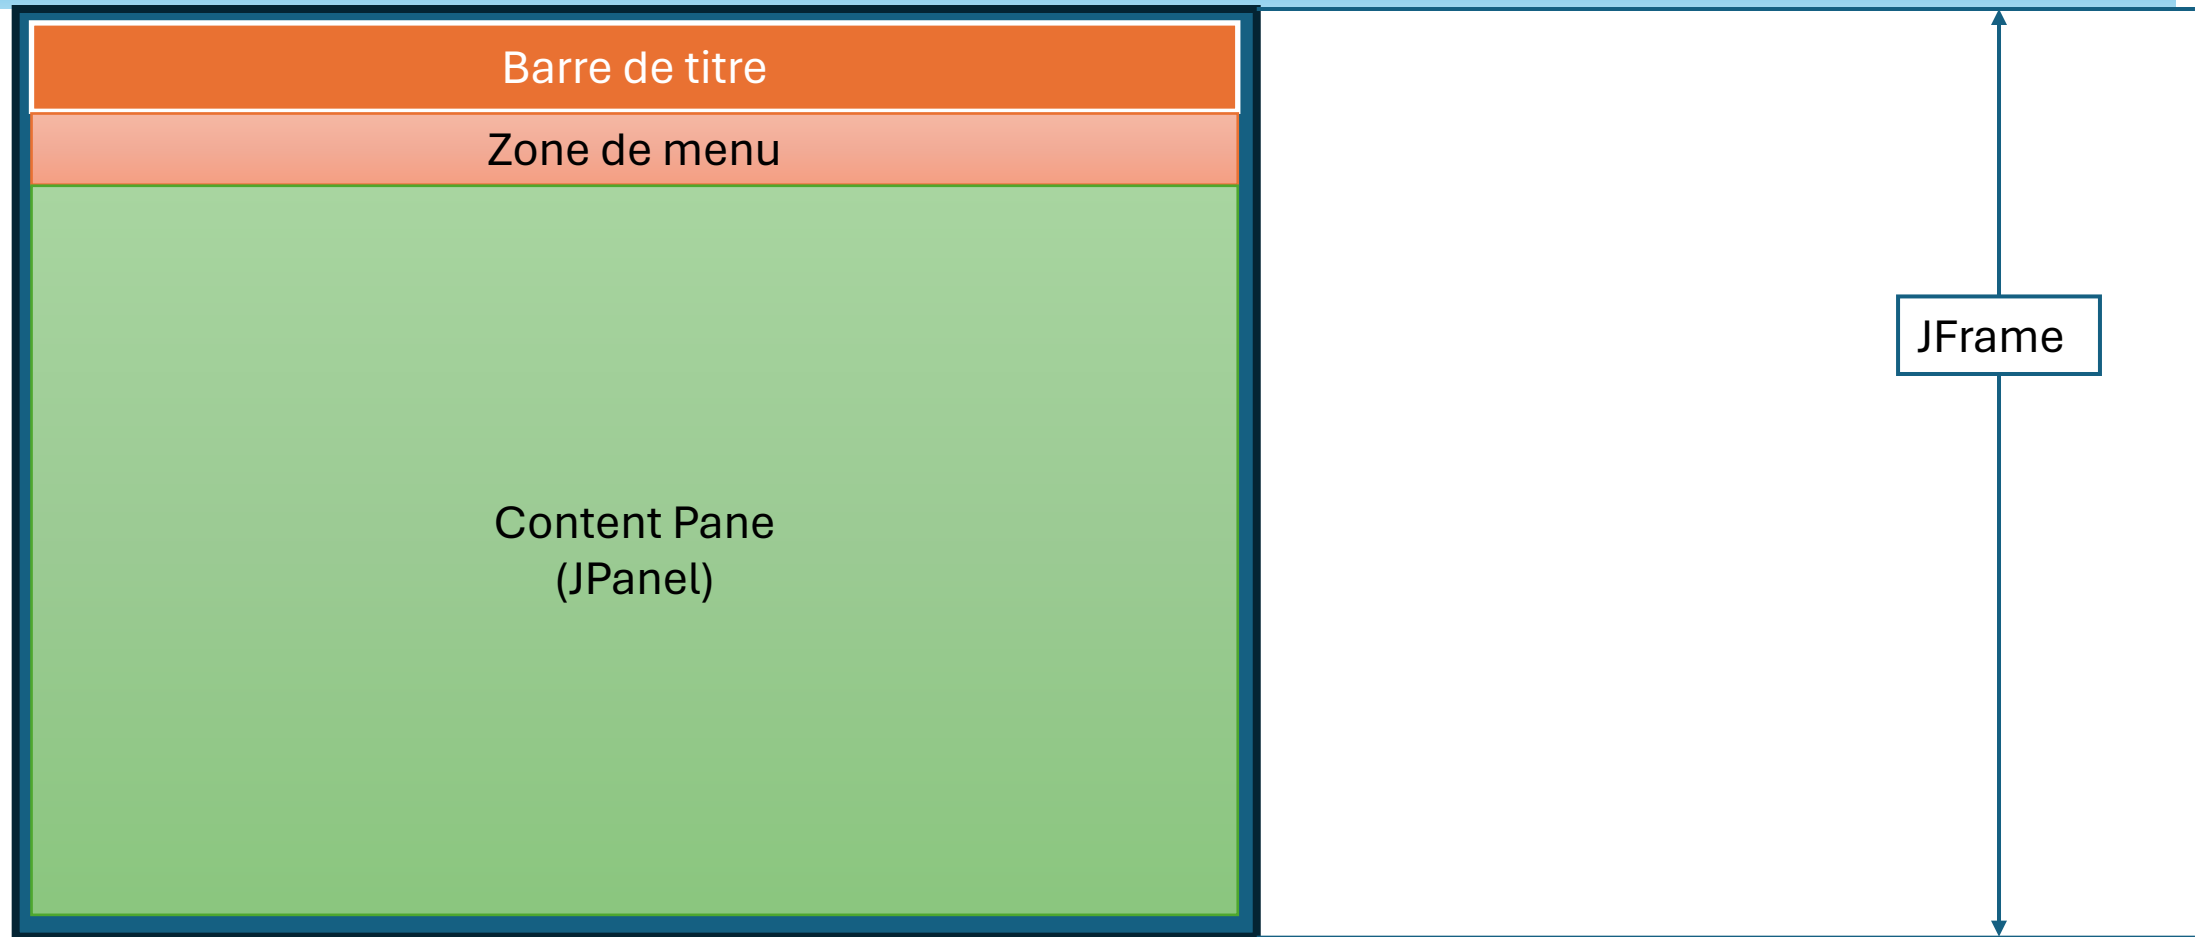 Barre de titre
Zone de menu
JFrame
Content Pane
(JPanel)